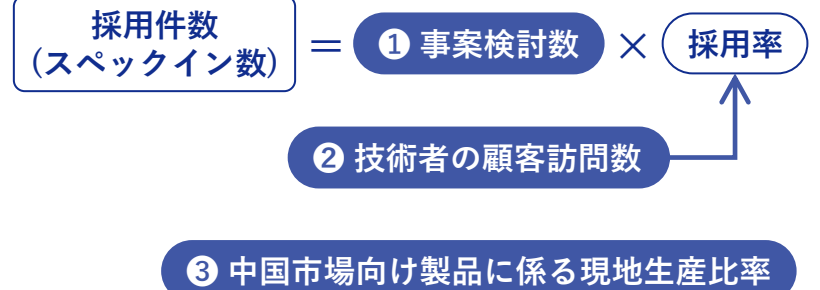 採用件数
(スペックイン数)
= ❶ 事案検討数 × 採用率
❷ 技術者の顧客訪問数
❸ 中国市場向け製品に係る現地生産比率